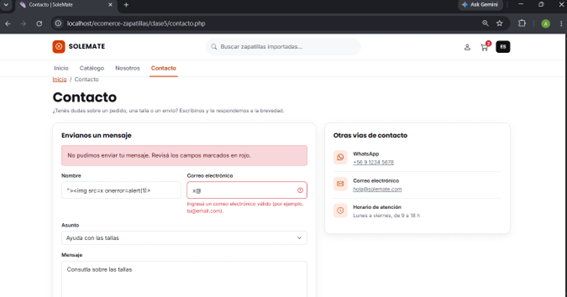 Contacto | SoleMate
Ask Gemini
localhost/ecomerce-zapatillas/clase5/contacto.php
A
SOLEMATE
Buscar zapatillas importadas...
2
ES
Inicio
Catálogo
Nosotros
Contacto
Inicio / Contacto
Contacto
¿Tenés dudas sobre un pedido, una talla o un envío? Escribinos y te respondemos a la brevedad.
Envianos un mensaje
No pudimos enviar tu mensaje. Revisá los campos marcados en rojo.
Nombre
"><img src=x onerror=alert(1)>
Correo electrónico
x@
Ingresá un correo electrónico válido (por ejemplo,
tu@email.com).
Asunto
Ayuda con las tallas
Mensaje
Consulta sobre las tallas
Otras vías de contacto
WhatsApp
+56 9 1234 5678
Correo electrónico
hola@solemate.com
Horario de atención
Lunes a viernes, de 9 a 18 h